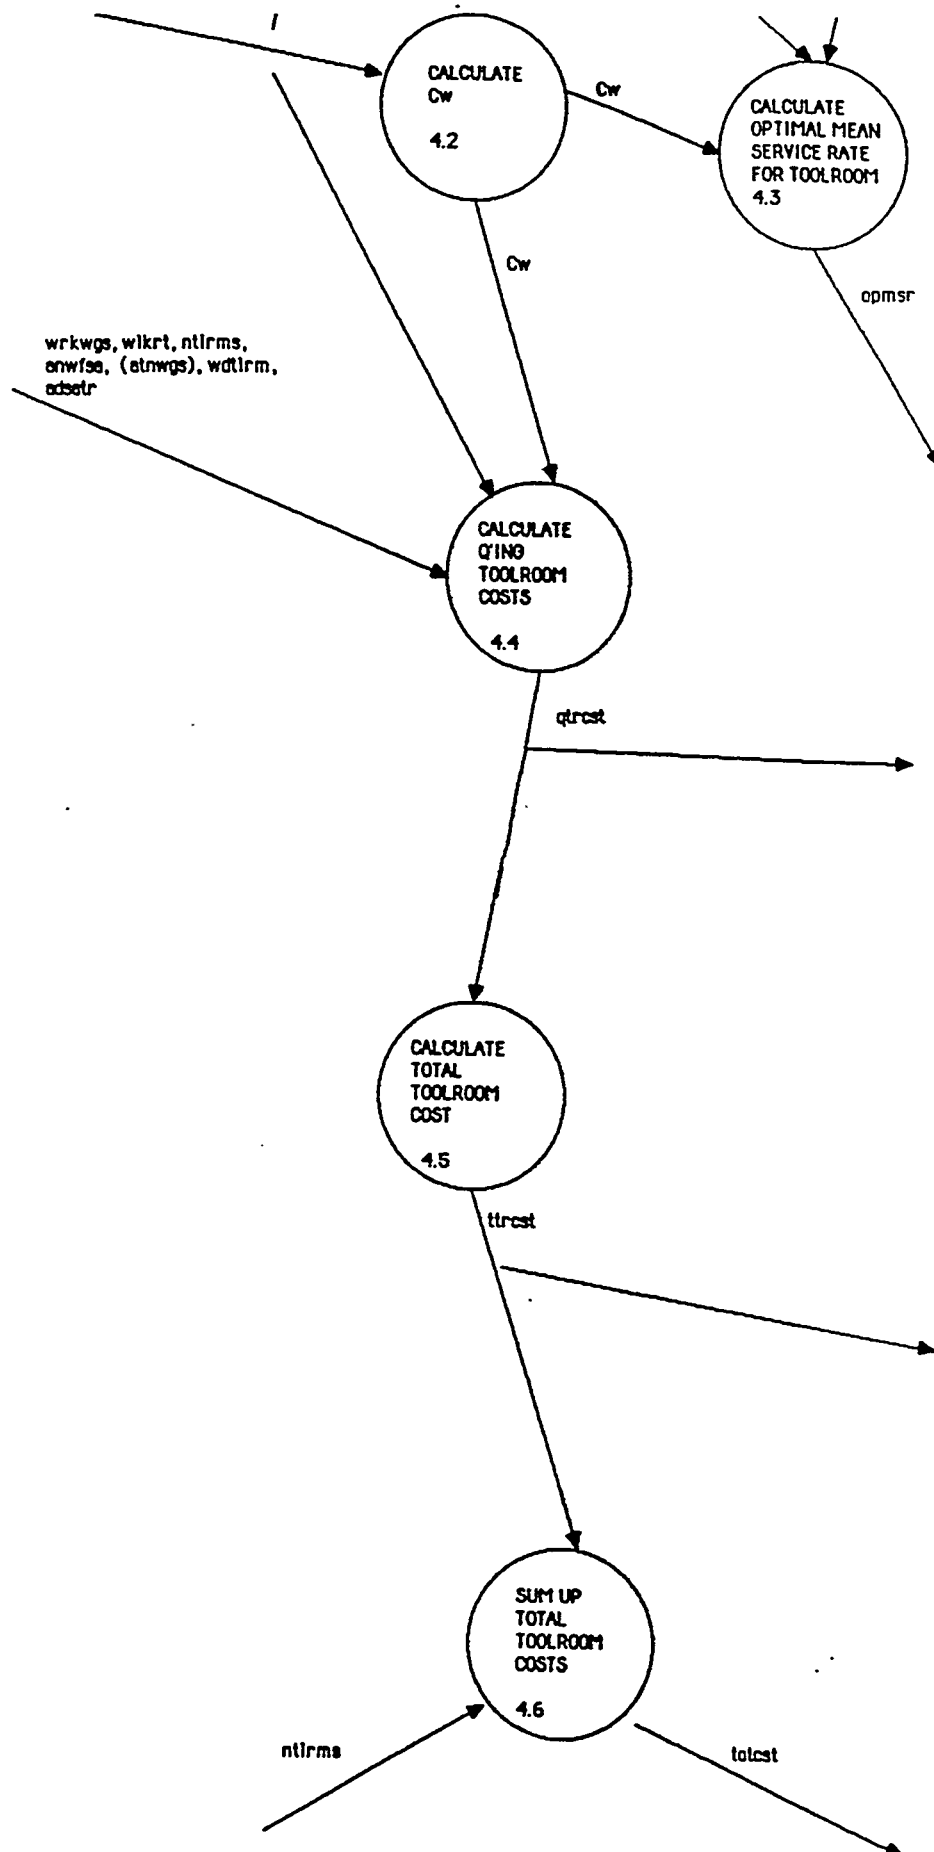 CALCULATE
Cw
4.2
Cw
CALCULATE
OPTIMAL MEAN
SERVICE RATE
FOR TOOLROOM
4.3
Cw
opmsr
wrkwgs, wlkrt, ntlrms,
anwfsa, (atnwgs), wdtlrm,
adsatr
CALCULATE
Q'ING
TOOLROOM
COSTS
4.4
qtrcst
CALCULATE
TOTAL
TOOLROOM
COST
4.5
ttrcst
SUM UP
TOTAL
TOOLROOM
COSTS
4.6
ntlrms
totcst